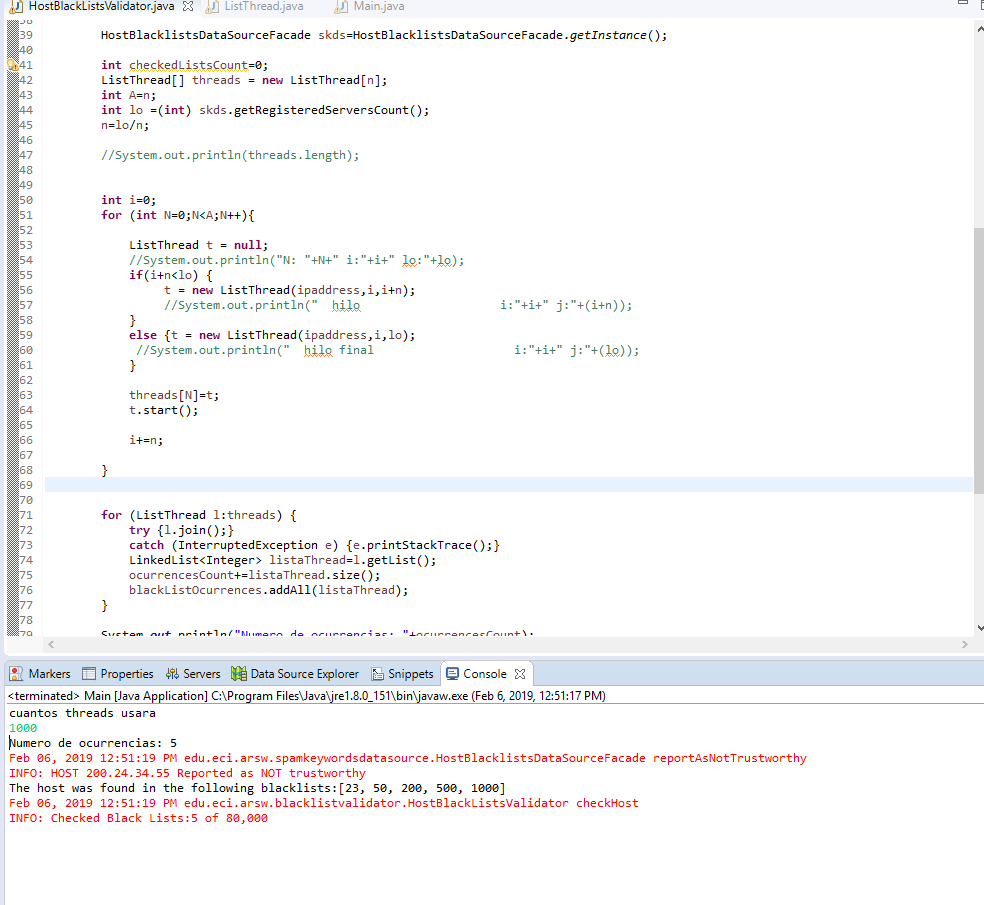 HostBlackListsValidator.java ListThread.java Main.java
38
39 HostBlacklistsDataSourceFacade skds=HostBlacklistsDataSourceFacade.getInstance();
40
41 int checkedListsCount=0;
42 ListThread[] threads = new ListThread[n];
43 int A=n;
44 int lo =(int) skds.getRegisteredServersCount();
45 n=lo/n;
46
47 //System.out.println(threads.length);
48
49
50 int i=0;
51 for (int N=0;N<A;N++){
52
53 ListThread t = null;
54 //System.out.println("N: "+N+" i:"+i+" lo:"+lo);
55 if(i+n<lo) {
56 t = new ListThread(ipaddress,i,i+n);
57 //System.out.println("  hilo                    i:"+i+" j:"+(i+n));
58 }
59 else {t = new ListThread(ipaddress,i,lo);
60 //System.out.println("  hilo final                    i:"+i+" j:"+(lo));
61 }
62
63 threads[N]=t;
64 t.start();
65
66 i+=n;
67
68 }
69
70
71 for (ListThread l:threads) {
72 try {l.join();}
73 catch (InterruptedException e) {e.printStackTrace();}
74 LinkedList<Integer> listaThread=l.getList();
75 ocurrencesCount+=listaThread.size();
76 blackListOcurrences.addAll(listaThread);
77 }
78
79 System.out.println("Numero de ocurrencias: "+ocurrencesCount);
Markers Properties Servers Data Source Explorer Snippets Console
<terminated> Main [Java Application] C:\Program Files\Java\jre1.8.0_151\bin\javaw.exe (Feb 6, 2019, 12:51:17 PM)
cuantos threads usara
1000
Numero de ocurrencias: 5
Feb 06, 2019 12:51:19 PM edu.eci.arsw.spamkeywordsdatasource.HostBlacklistsDataSourceFacade reportAsNotTrustworthy
INFO: HOST 200.24.34.55 Reported as NOT trustworthy
The host was found in the following blacklists:[23, 50, 200, 500, 1000]
Feb 06, 2019 12:51:19 PM edu.eci.arsw.blacklistvalidator.HostBlackListsValidator checkHost
INFO: Checked Black Lists:5 of 80,000